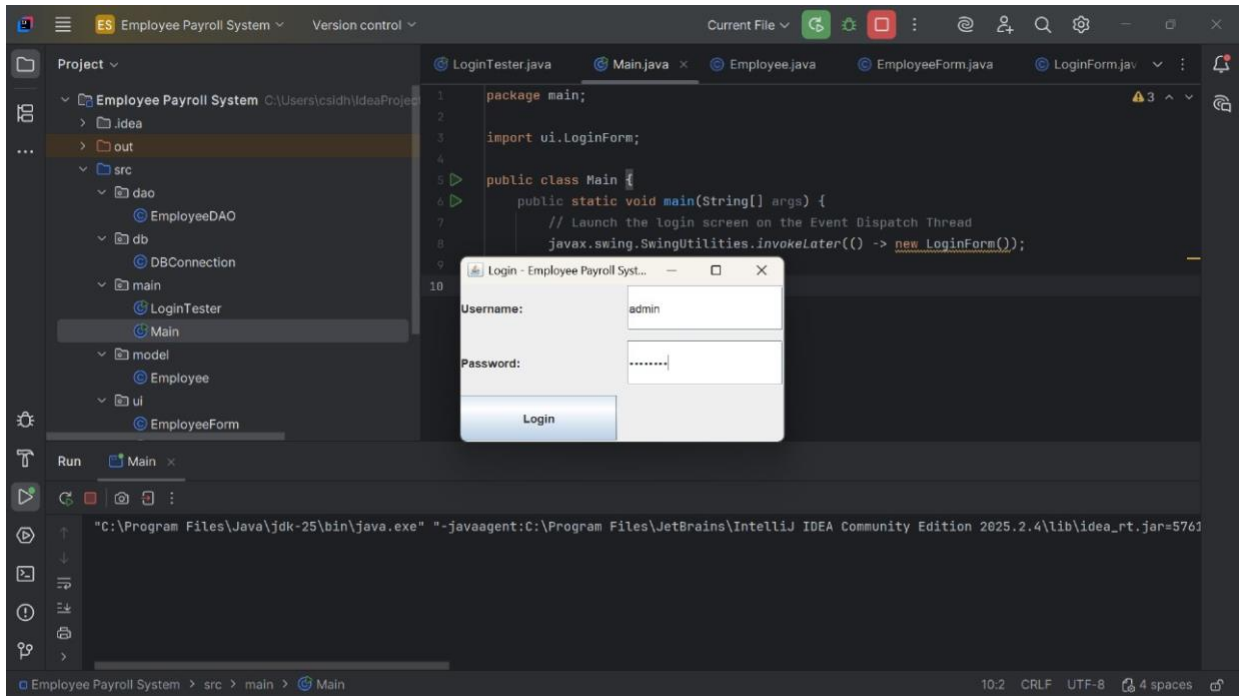 ES Employee Payroll System Version control Current File
Project
LoginTester.java Main.java Employee.java EmployeeForm.java LoginForm.jav
Employee Payroll System C:\Users\csidh\IdeaProject
.idea
out
src
dao
EmployeeDAO
db
DBConnection
main
LoginTester
Main
model
Employee
ui
EmployeeForm
1 package main;
3
2
3 import ui.LoginForm;
4
5 public class Main {
6 public static void main(String[] args) {
7 // Launch the login screen on the Event Dispatch Thread
8 javax.swing.SwingUtilities.invokeLater(() -> new LoginForm());
9
10
Login - Employee Payroll Syst...
Username: admin
Password: ••••••••
Login
Run Main
"C:\Program Files\Java\jdk-25\bin\java.exe" "-javaagent:C:\Program Files\JetBrains\IntelliJ IDEA Community Edition 2025.2.4\lib\idea_rt.jar=5761
Employee Payroll System > src > main > Main 10:2 CRLF UTF-8 4 spaces